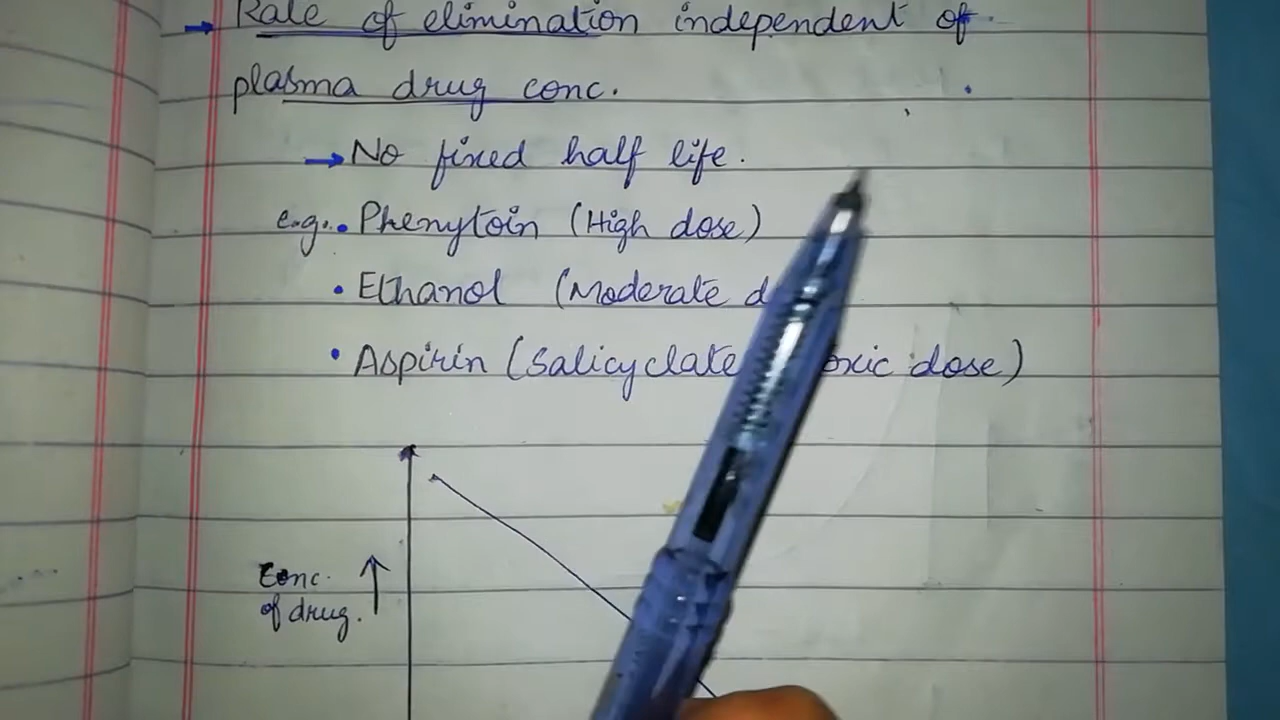 → Rate of elimination independent of
plasma drug conc.
→ No fixed half life.
e.g.. • Phenytoin (High dose)
• Ethanol (Moderate
• Aspirin (Salicyclate dose)
Conc. ↑
of drug.